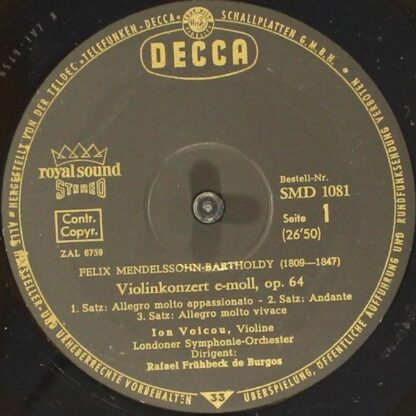 HERGESTELLT VON DER TELDEC »TELEFUNKEN - DECCA« SCHALLPLATTEN G.M.B.H.
DECCA
royal sound
STEREO
Bestell-Nr.
SMD 1081
Contr.
Copyr.
Seite 1
(26'50)
ZAL 6759
FELIX MENDELSSOHN-BARTHOLDY (1809—1847)
Violinkonzert e-moll, op. 64
1. Satz: Allegro molto appassionato - 2. Satz: Andante
3. Satz: Allegro molto vivace
Ion Voicou, Violine
Londoner Symphonie-Orchester
Dirigent:
Rafael Frühbeck de Burgos
ALLE HERSTELLER- UND URHEBERRECHTE VORBEHALTEN
33
ÜBERSPIELUNG, ÖFFENTLICHE AUFFÜHRUNG UND RUNDFUNKSENDUNG VERBOTEN